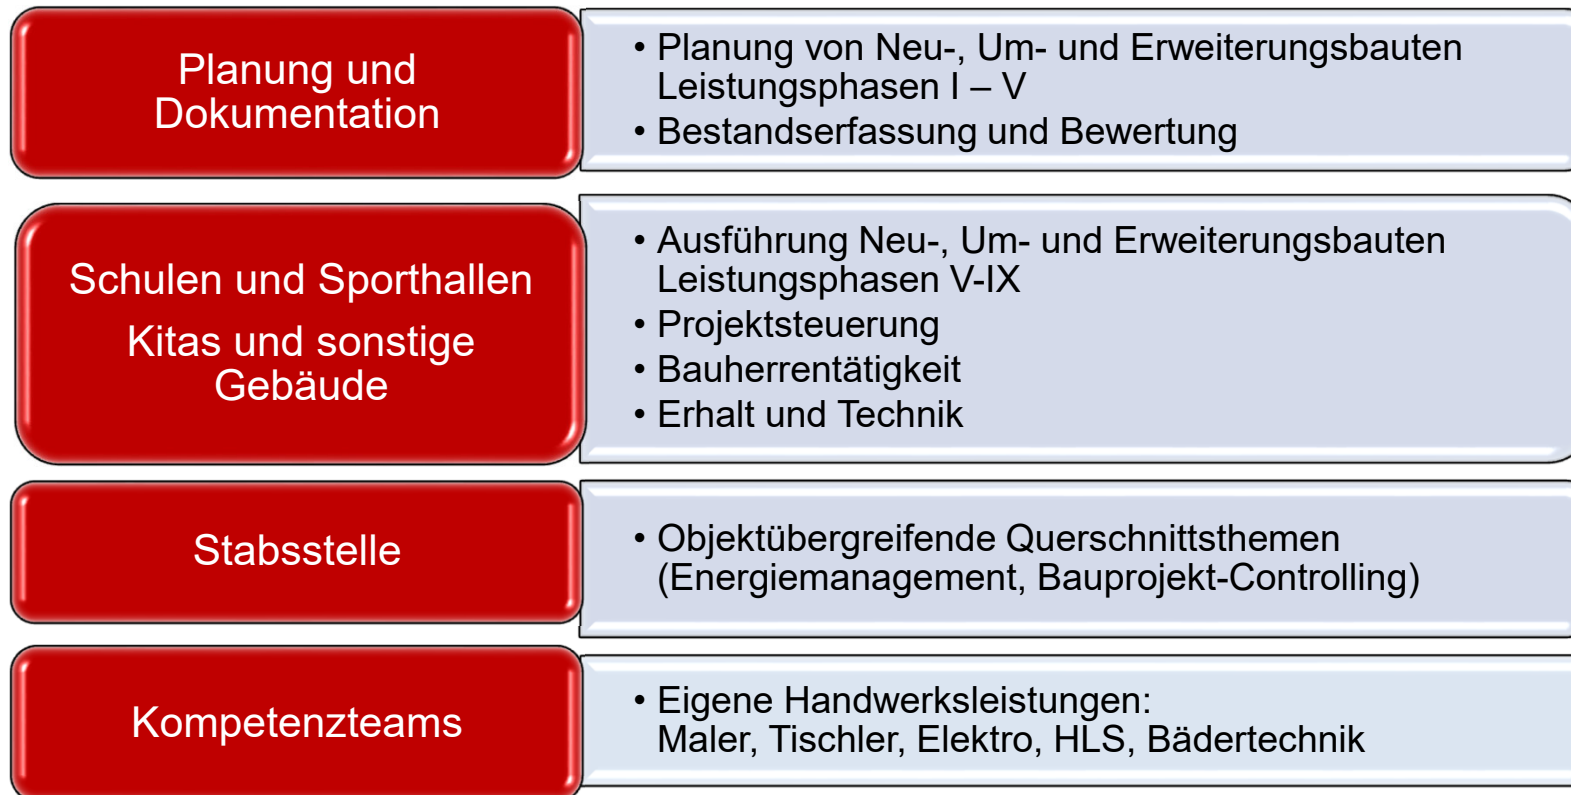 Planung und
Dokumentation
• Planung von Neu-, Um- und Erweiterungsbauten
Leistungsphasen I – V
• Bestandserfassung und Bewertung
Schulen und Sporthallen
Kitas und sonstige
Gebäude
• Ausführung Neu-, Um- und Erweiterungsbauten
Leistungsphasen V-IX
• Projektsteuerung
• Bauherrentätigkeit
• Erhalt und Technik
Stabsstelle
• Objektübergreifende Querschnittsthemen
(Energiemanagement, Bauprojekt-Controlling)
Kompetenzteams
• Eigene Handwerksleistungen:
Maler, Tischler, Elektro, HLS, Bädertechnik